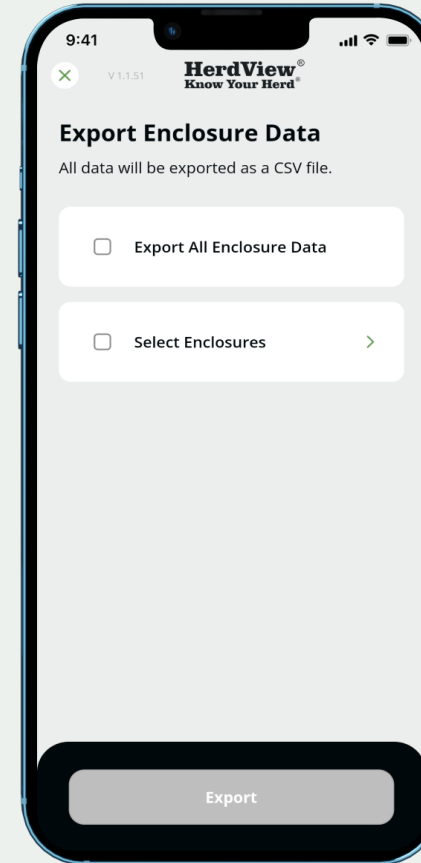 9:41
V 1.1.51
HerdView®
Know Your Herd®
Export Enclosure Data
All data will be exported as a CSV file.
Export All Enclosure Data
Select Enclosures
Export